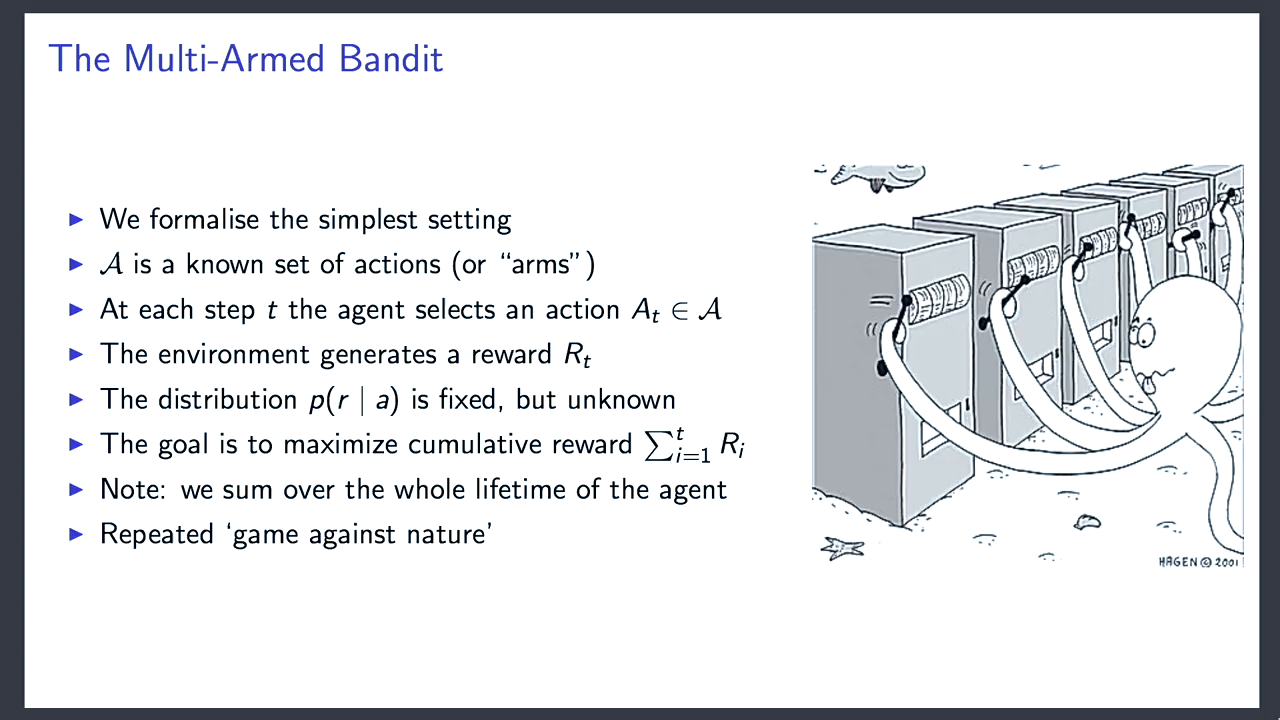 The Multi-Armed Bandit
▶ We formalise the simplest setting
▶ 𝒜 is a known set of actions (or “arms”)
▶ At each step t the agent selects an action Aₜ ∈ 𝒜
▶ The environment generates a reward Rₜ
▶ The distribution p(r | a) is fixed, but unknown
▶ The goal is to maximize cumulative reward ∑ᵗᵢ₌₁ Rᵢ
▶ Note: we sum over the whole lifetime of the agent
▶ Repeated ‘game against nature’
HAGEN © 2001